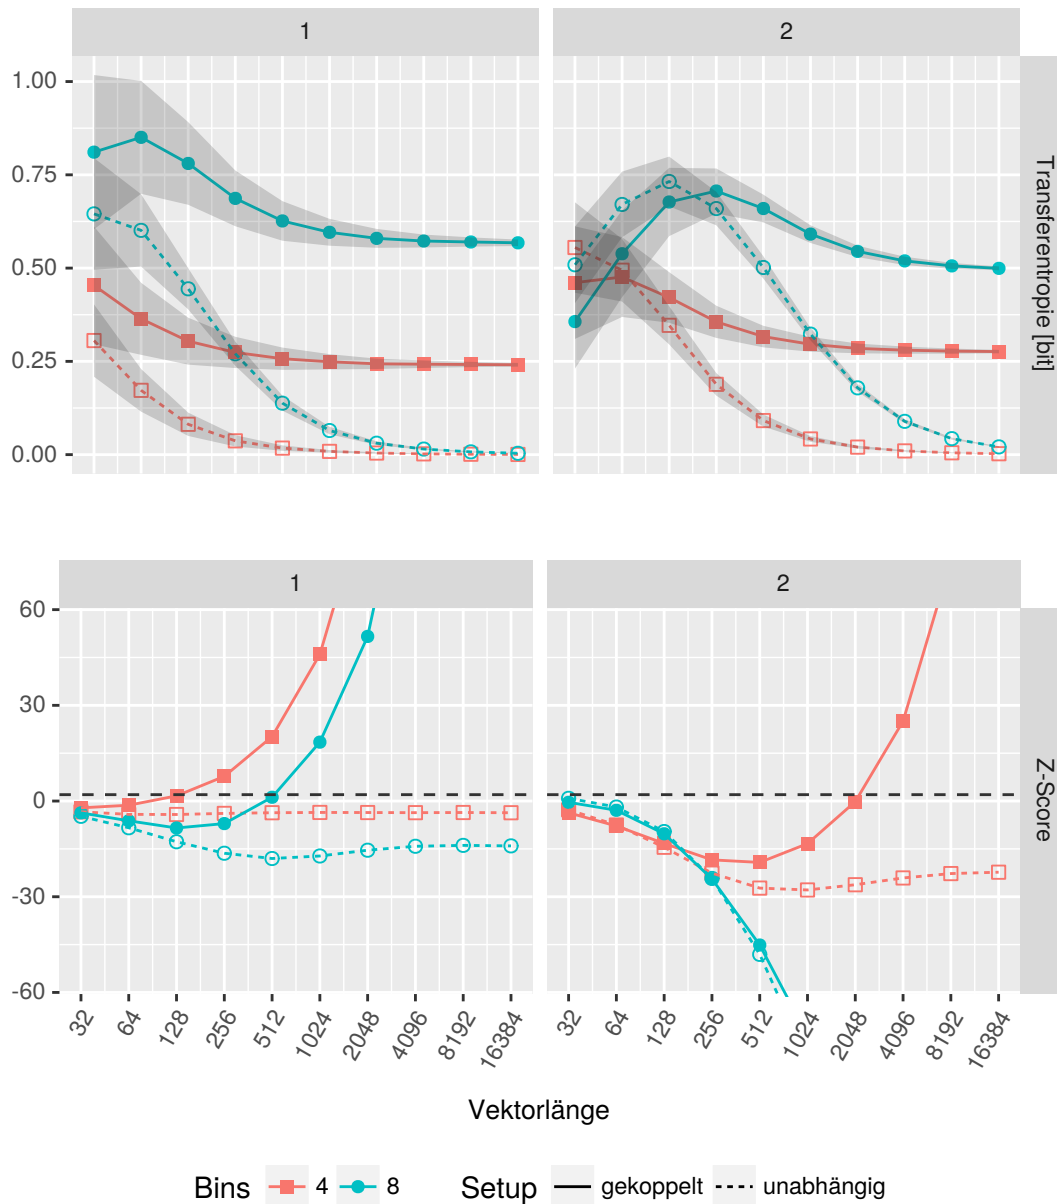 1 2
1.00
0.75
0.50
0.25
0.00
Transferentropie [bit]
1 2
60
30
0
-30
-60
Z-Score
32 64 128 256 512 1024 2048 4096 8192 16384 32 64 128 256 512 1024 2048 4096 8192 16384
Vektorlänge
Bins 4 8 Setup gekoppelt unabhängig